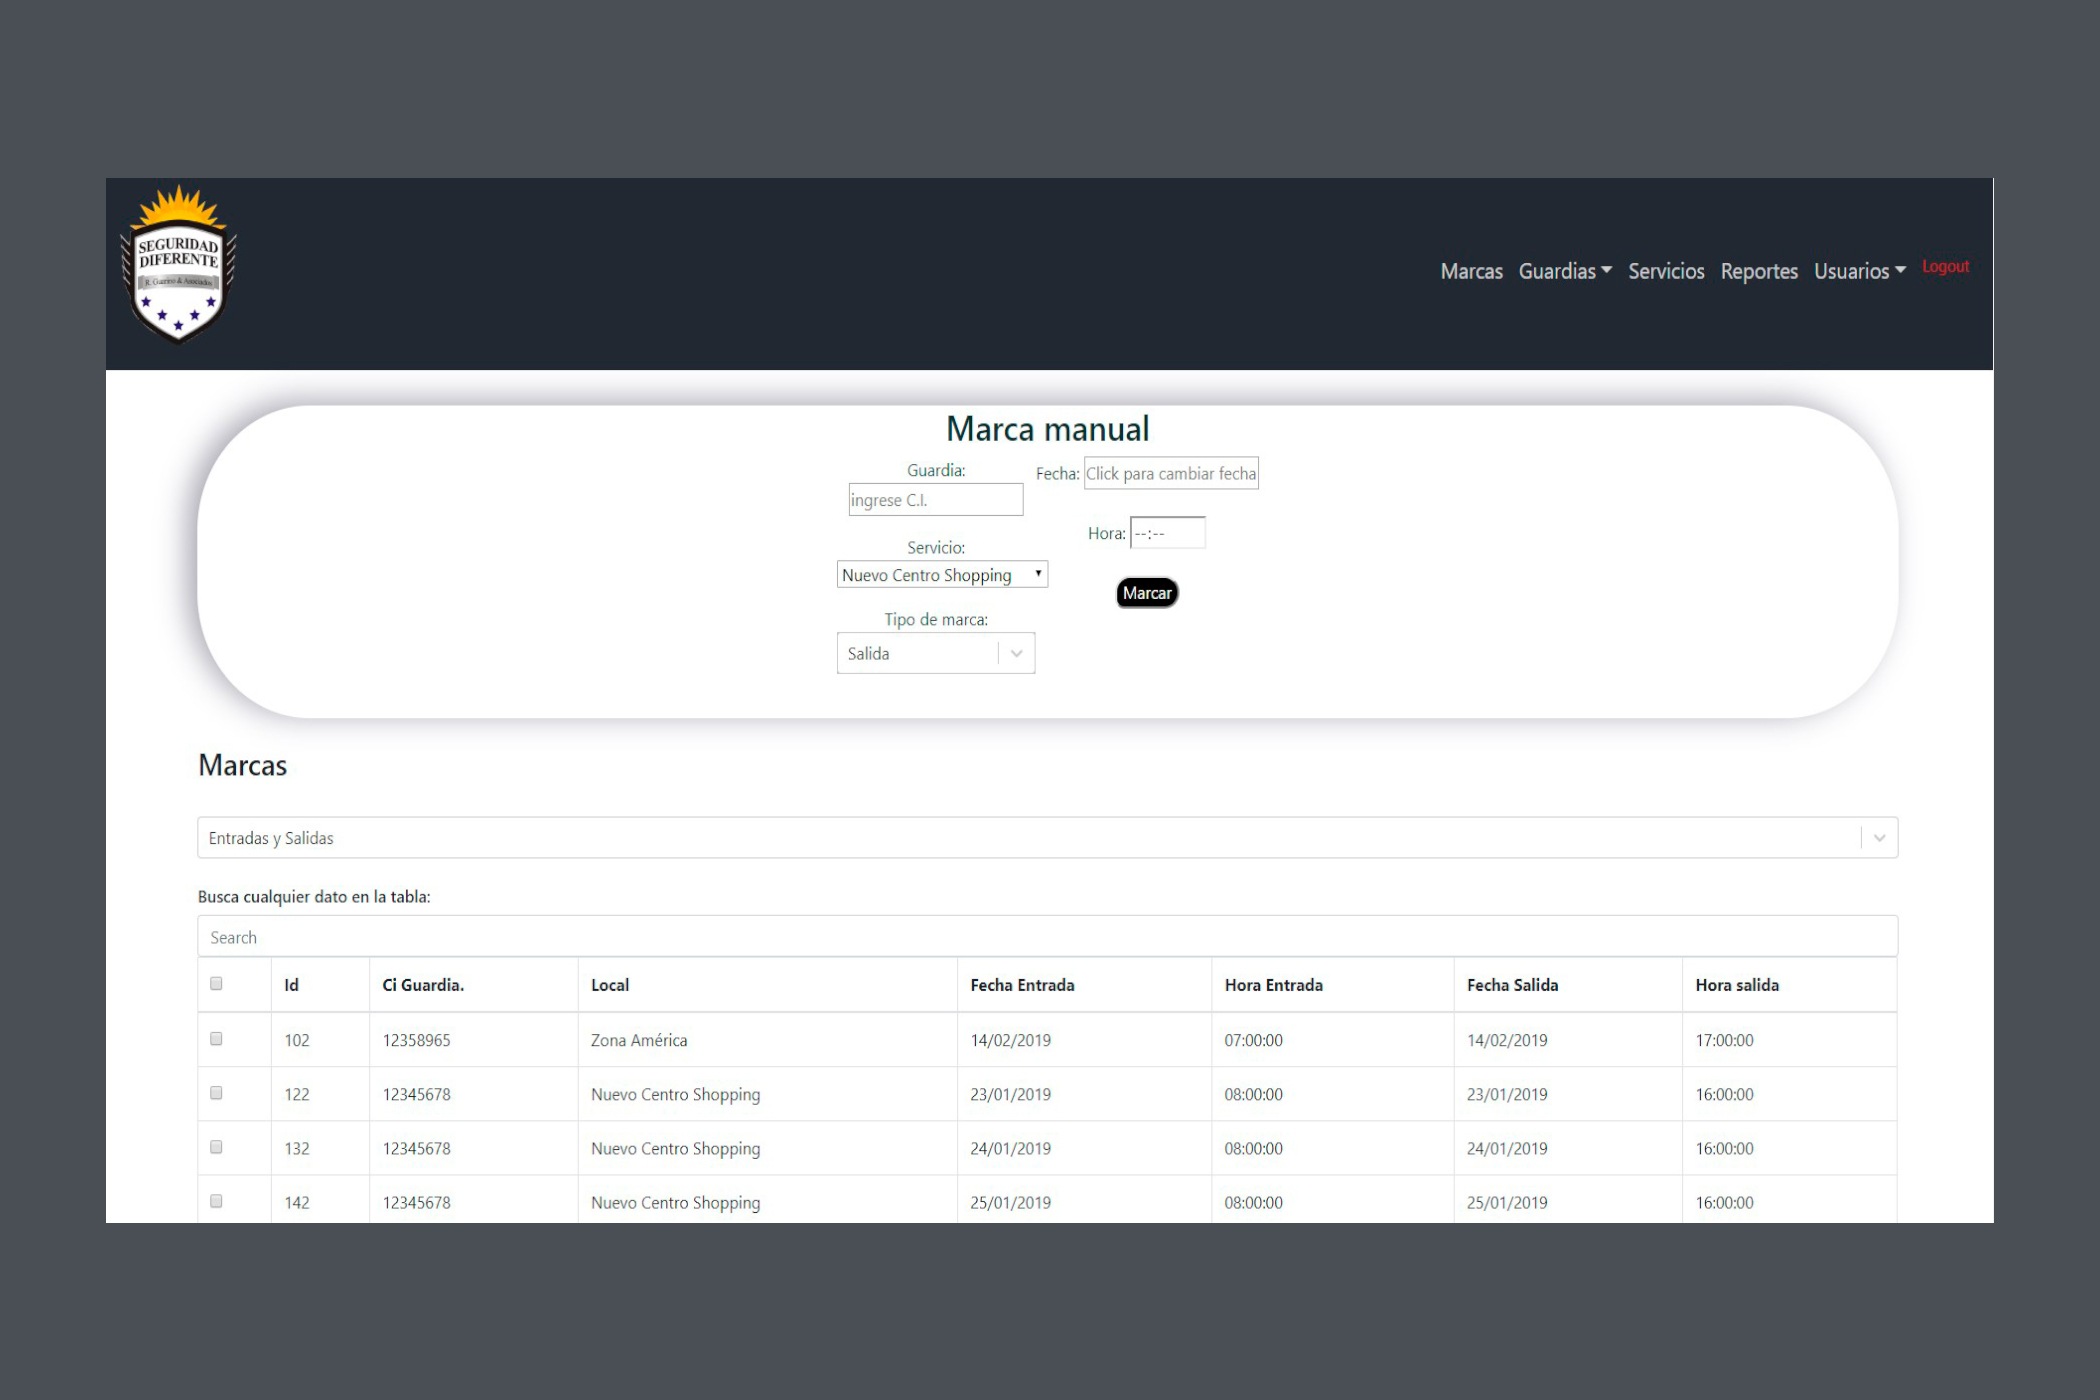 SEGURIDAD
DIFERENTE
R. Guarino & Asociados
Marcas Guardias Servicios Reportes Usuarios Logout
Marca manual
Guardia:
ingrese C.I.
Fecha: Click para cambiar fecha
Hora: --:--
Servicio:
Nuevo Centro Shopping
Marcar
Tipo de marca:
Salida
Marcas
Entradas y Salidas
Busca cualquier dato en la tabla:
Search
Id Ci Guardia. Local Fecha Entrada Hora Entrada Fecha Salida Hora salida
102 12358965 Zona América 14/02/2019 07:00:00 14/02/2019 17:00:00
122 12345678 Nuevo Centro Shopping 23/01/2019 08:00:00 23/01/2019 16:00:00
132 12345678 Nuevo Centro Shopping 24/01/2019 08:00:00 24/01/2019 16:00:00
142 12345678 Nuevo Centro Shopping 25/01/2019 08:00:00 25/01/2019 16:00:00